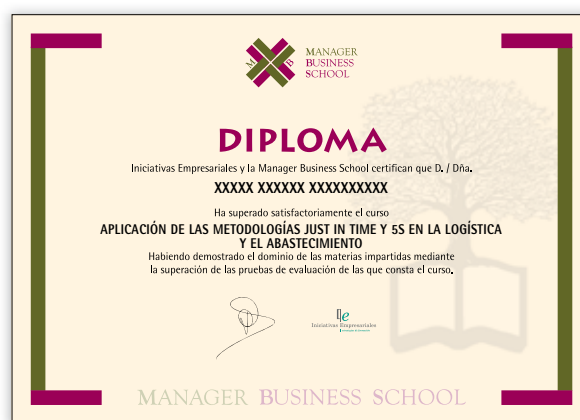 M B
MANAGER
BUSINESS
SCHOOL
DIPLOMA
Iniciativas Empresariales y la Manager Business School certifican que D. / Dña.
XXXXX XXXXXX XXXXXXXXXX
Ha superado satisfactoriamente el curso
APLICACIÓN DE LAS METODOLOGÍAS JUST IN TIME Y 5S EN LA LOGÍSTICA
Y EL ABASTECIMIENTO
Habiendo demostrado el dominio de las materias impartidas mediante
la superación de las pruebas de evaluación de las que consta el curso.
Iniciativas Empresariales
MANAGER BUSINESS SCHOOL